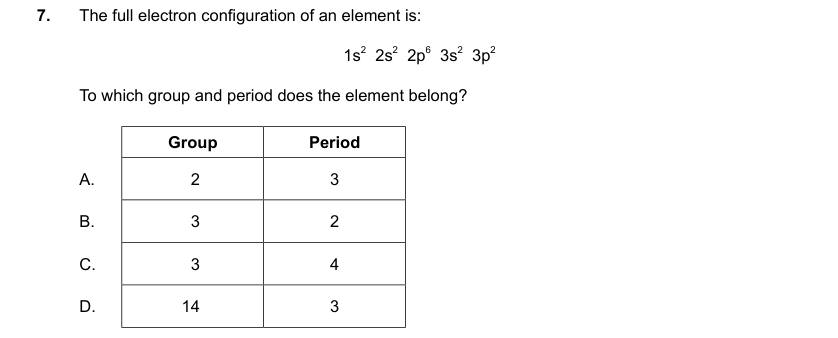 7. The full electron configuration of an element is:
1s² 2s² 2p⁶ 3s² 3p²
To which group and period does the element belong?
Group Period
A. 2 3
B. 3 2
C. 3 4
D. 14 3